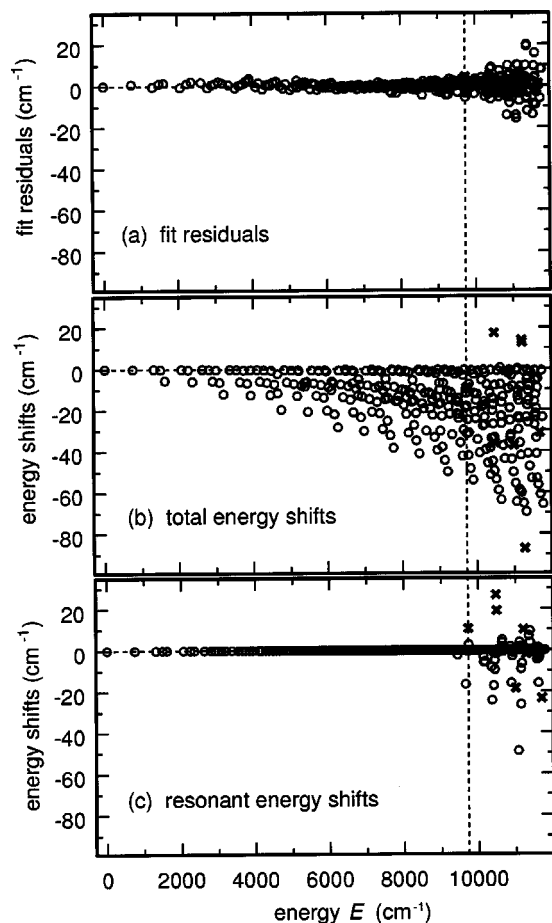 20
0
-20
-40
-60
-80
fit residuals (cm⁻¹)
(a) fit residuals
20
0
-20
-40
-60
-80
energy shifts (cm⁻¹)
(b) total energy shifts
20
0
-20
-40
-60
-80
energy shifts (cm⁻¹)
(c) resonant energy shifts
0 2000 4000 6000 8000 10000
energy E (cm⁻¹)